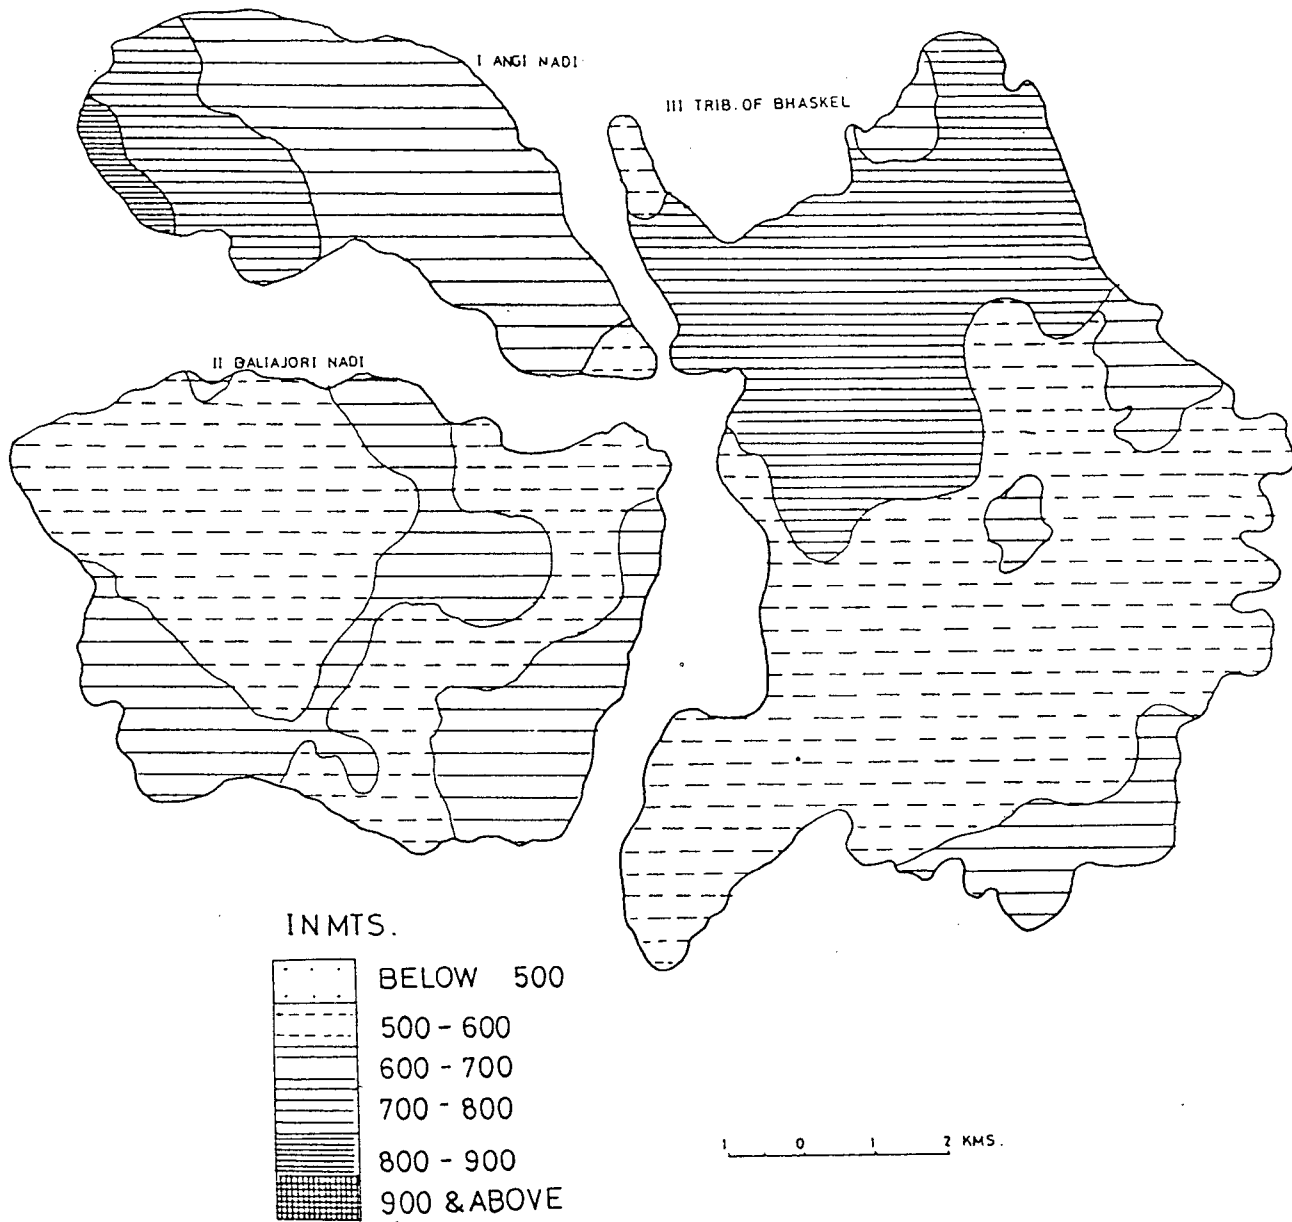 I ANGI NADI
III TRIB. OF BHASKEL
II BALIAJORI NADI
IN MTS.
BELOW 500
500 - 600
600 - 700
700 - 800
800 - 900
900 & ABOVE
1 0 1 2 KMS.